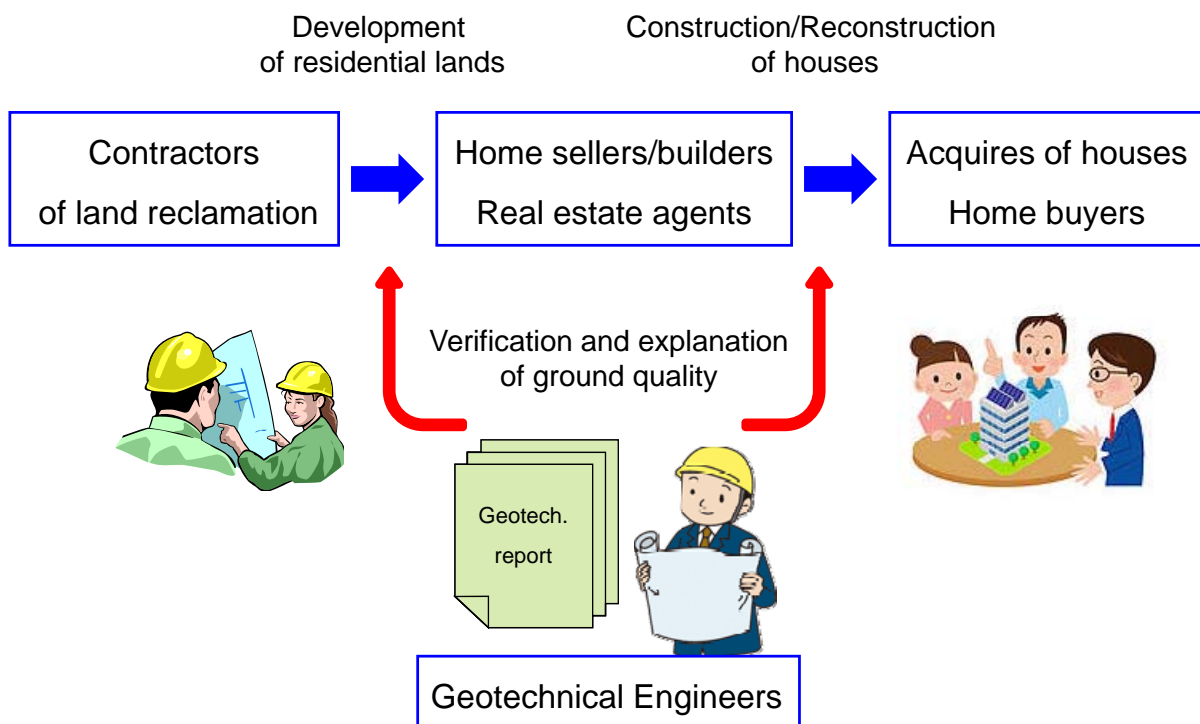 Development
of residential lands
Construction/Reconstruction
of houses
Contractors
of land reclamation
Home sellers/builders
Real estate agents
Acquires of houses
Home buyers
Verification and explanation
of ground quality
Geotech.
report
Geotechnical Engineers